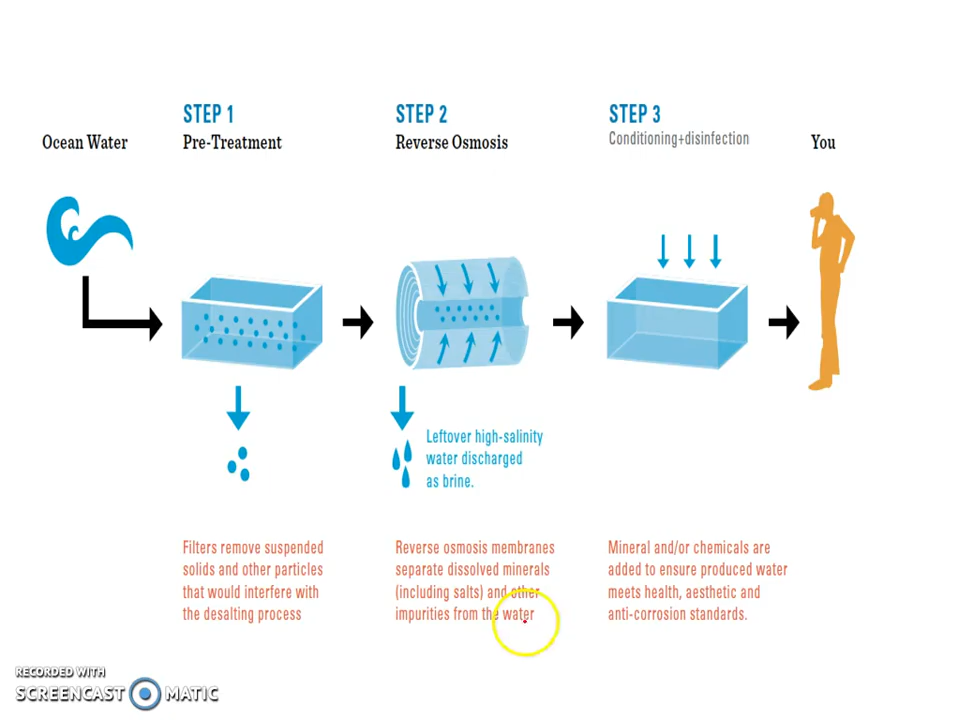 STEP 1
STEP 2
STEP 3
Ocean Water
Pre-Treatment
Reverse Osmosis
Conditioning+disinfection
You
Leftover high-salinity
water discharged
as brine.
Filters remove suspended
solids and other particles
that would interfere with
the desalting process
Reverse osmosis membranes
separate dissolved minerals
(including salts) and other
impurities from the water
Mineral and/or chemicals are
added to ensure produced water
meets health, aesthetic and
anti-corrosion standards.
RECORDED WITH
SCREENCAST MATIC